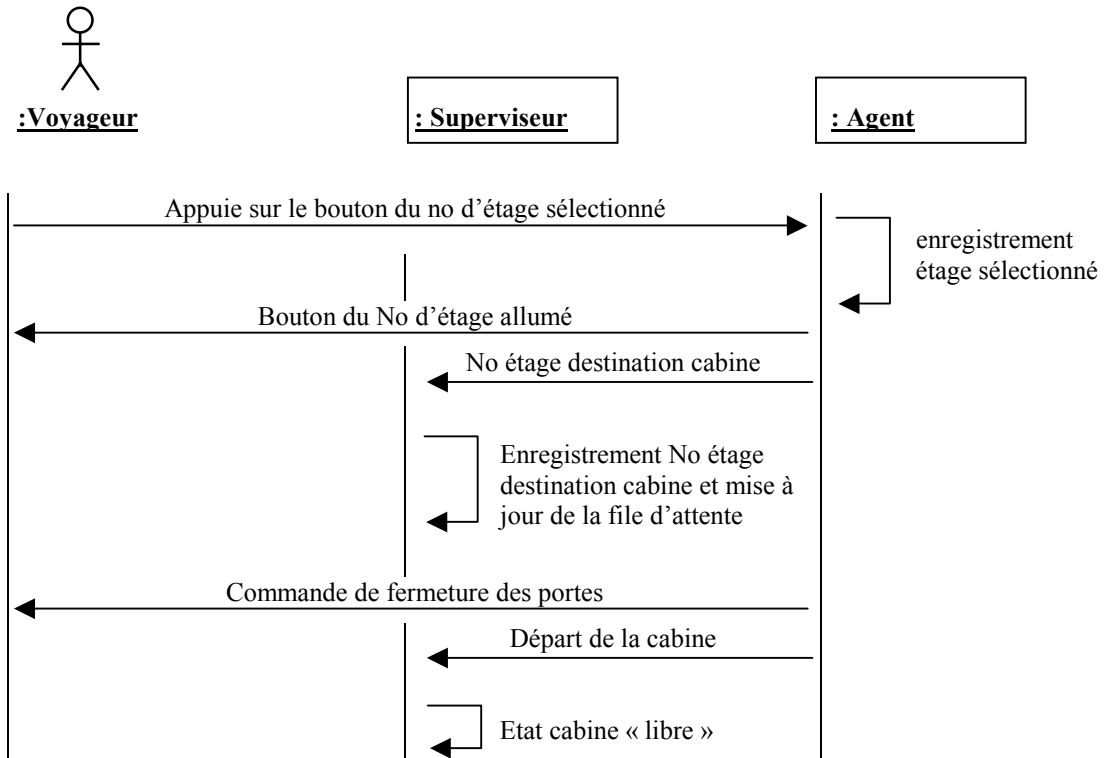 :Voyageur
: Superviseur
: Agent
Appuie sur le bouton du no d’étage sélectionné
enregistrement
étage sélectionné
Bouton du No d’étage allumé
No étage destination cabine
Enregistrement No étage
destination cabine et mise à
jour de la file d’attente
Commande de fermeture des portes
Départ de la cabine
Etat cabine « libre »